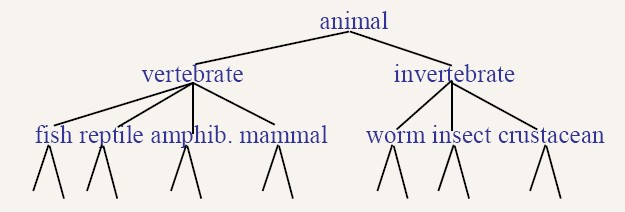 animal
vertebrate invertebrate
fish reptile amphib. mammal worm insect crustacean